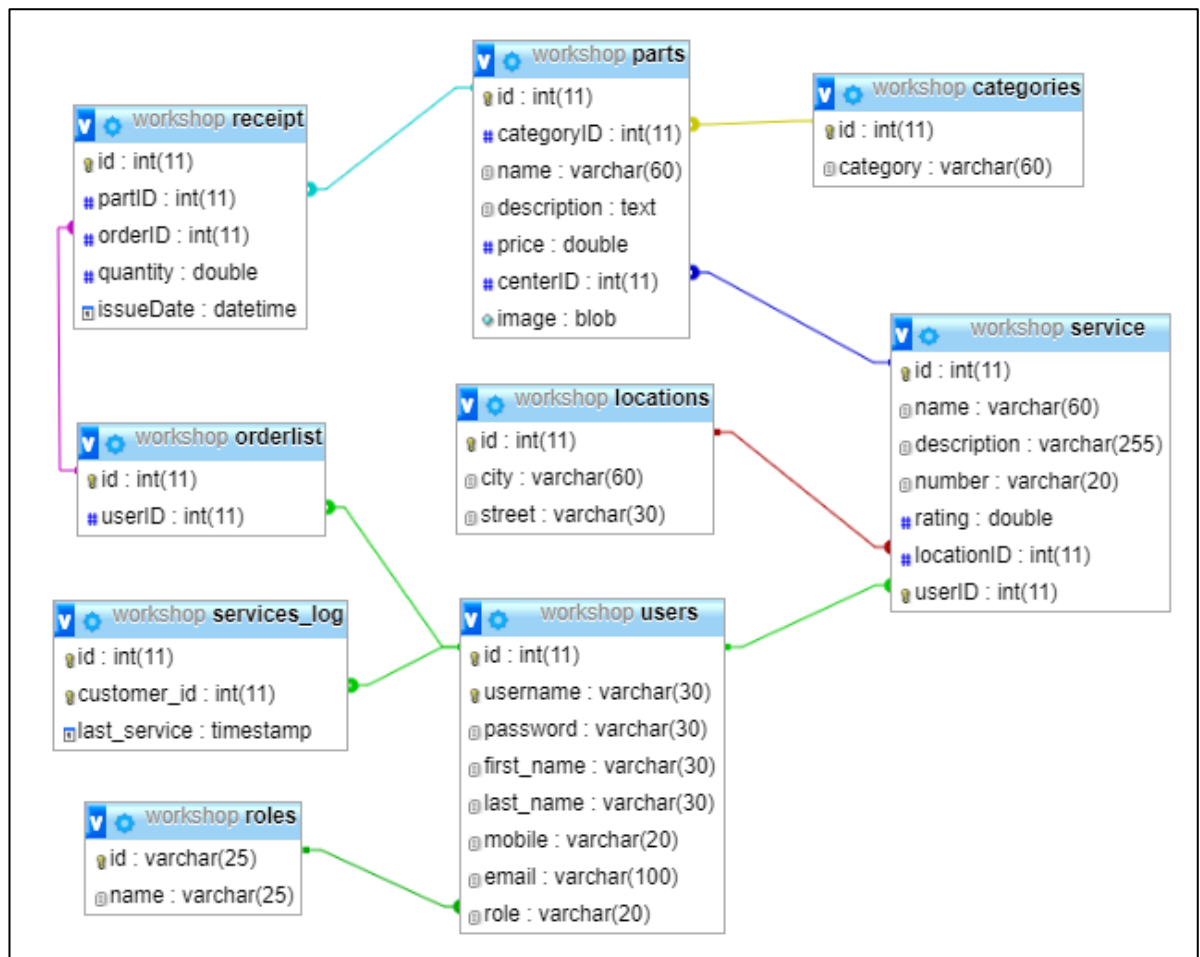 workshop parts
id : int(11)
categoryID : int(11)
name : varchar(60)
description : text
price : double
centerID : int(11)
image : blob
workshop categories
id : int(11)
category : varchar(60)
workshop receipt
id : int(11)
partID : int(11)
orderID : int(11)
quantity : double
issueDate : datetime
workshop service
id : int(11)
name : varchar(60)
description : varchar(255)
number : varchar(20)
rating : double
locationID : int(11)
userID : int(11)
workshop locations
id : int(11)
city : varchar(60)
street : varchar(30)
workshop orderlist
id : int(11)
userID : int(11)
workshop services_log
id : int(11)
customer_id : int(11)
last_service : timestamp
workshop users
id : int(11)
username : varchar(30)
password : varchar(30)
first_name : varchar(30)
last_name : varchar(30)
mobile : varchar(20)
email : varchar(100)
role : varchar(20)
workshop roles
id : varchar(25)
name : varchar(25)